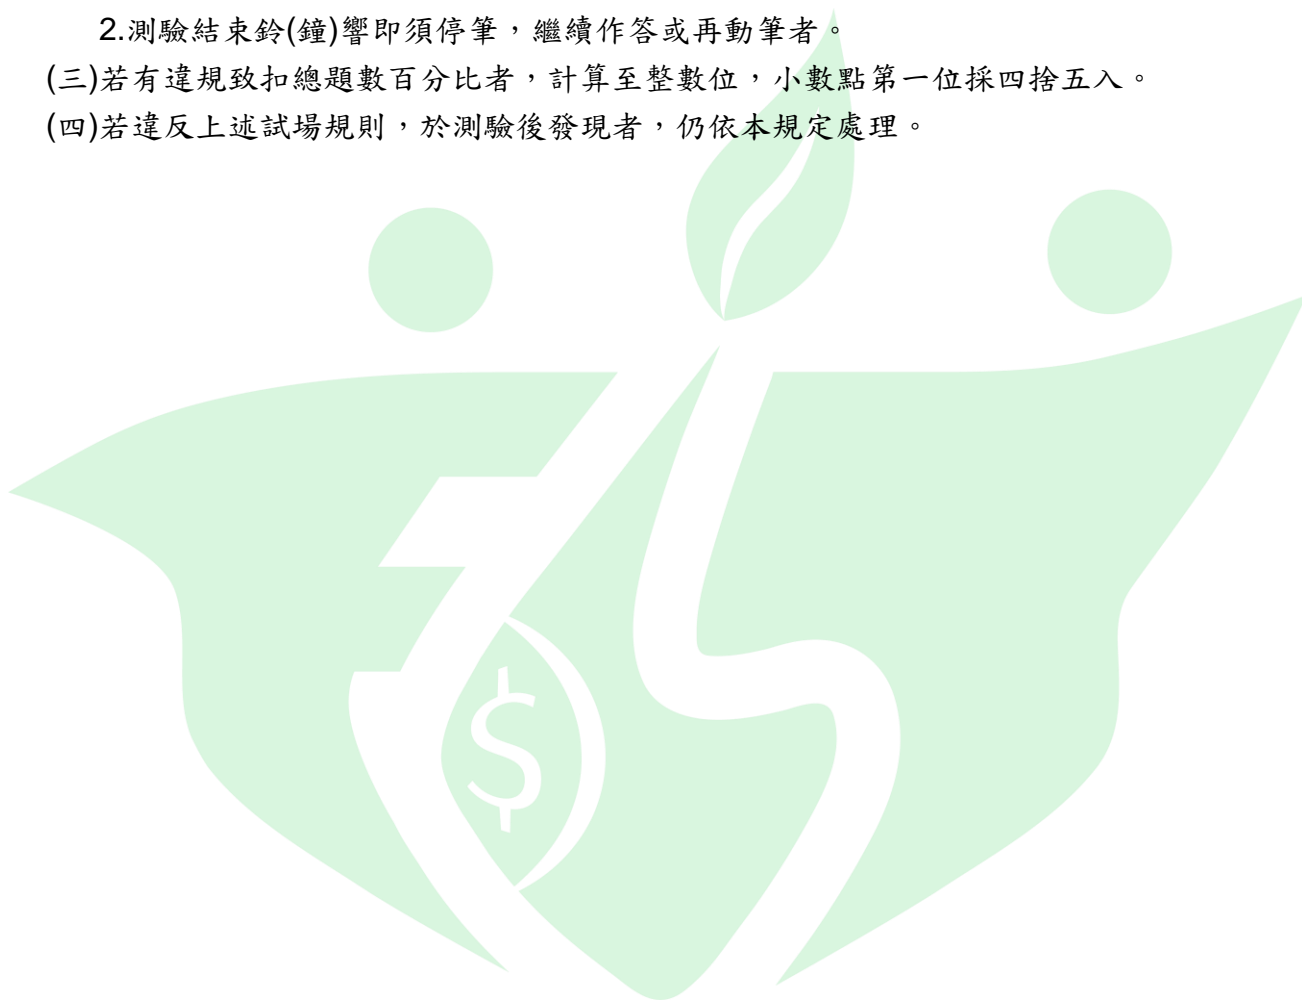 2.測驗結束鈴(鐘)響即須停筆，繼續作答或再動筆者。
(三)若有違規致扣總題數百分比者，計算至整數位，小數點第一位採四捨五入。
(四)若違反上述試場規則，於測驗後發現者，仍依本規定處理。
$